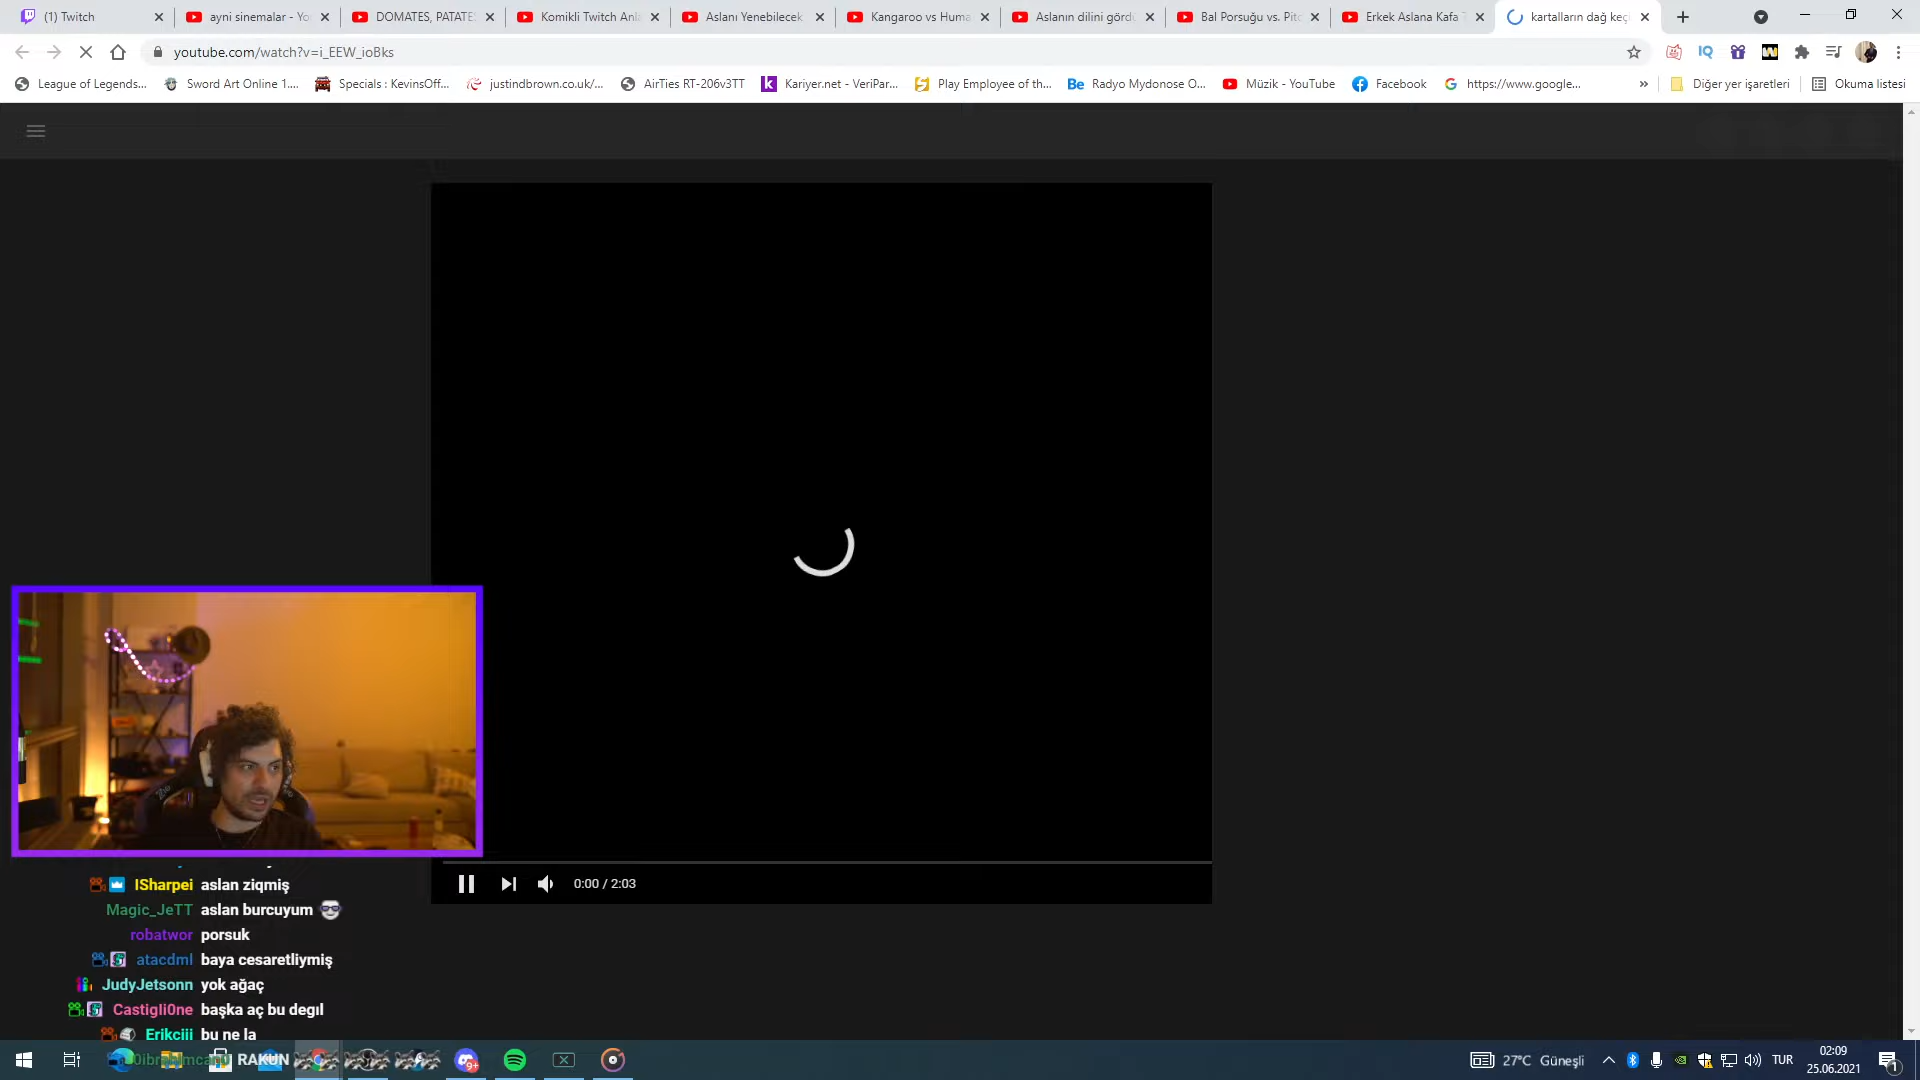 (1) Twitch
ayni sinemalar - Yo
DOMATES, PATATE
Komikli Twitch Anla
Aslanı Yenebilecek
Kangaroo vs Huma
Aslanın dilini gördü
Bal Porsuğu vs. Pitb
Erkek Aslana Kafa T
kartalların dağ keçi
youtube.com/watch?v=i_EEW_ioBks
League of Legends...
Sword Art Online 1....
Specials : KevinsOff...
justindbrown.co.uk/...
AirTies RT-206v3TT
Kariyer.net - VeriPar...
Play Employee of th...
Radyo Mydonose O...
Müzik - YouTube
Facebook
https://www.google...
»
Diğer yer işaretleri
Okuma listesi
0:00 / 2:03
ISharpei aslan ziqmiş
Magic_JeTT aslan burcuyum
robatwor porsuk
atacdml baya cesaretliymiş
JudyJetsonn yok ağaç
Castigli0ne başka aç bu degıl
Erikciii bu ne la
RAKUN
27°C Güneşli
TUR
02:09
25.06.2021